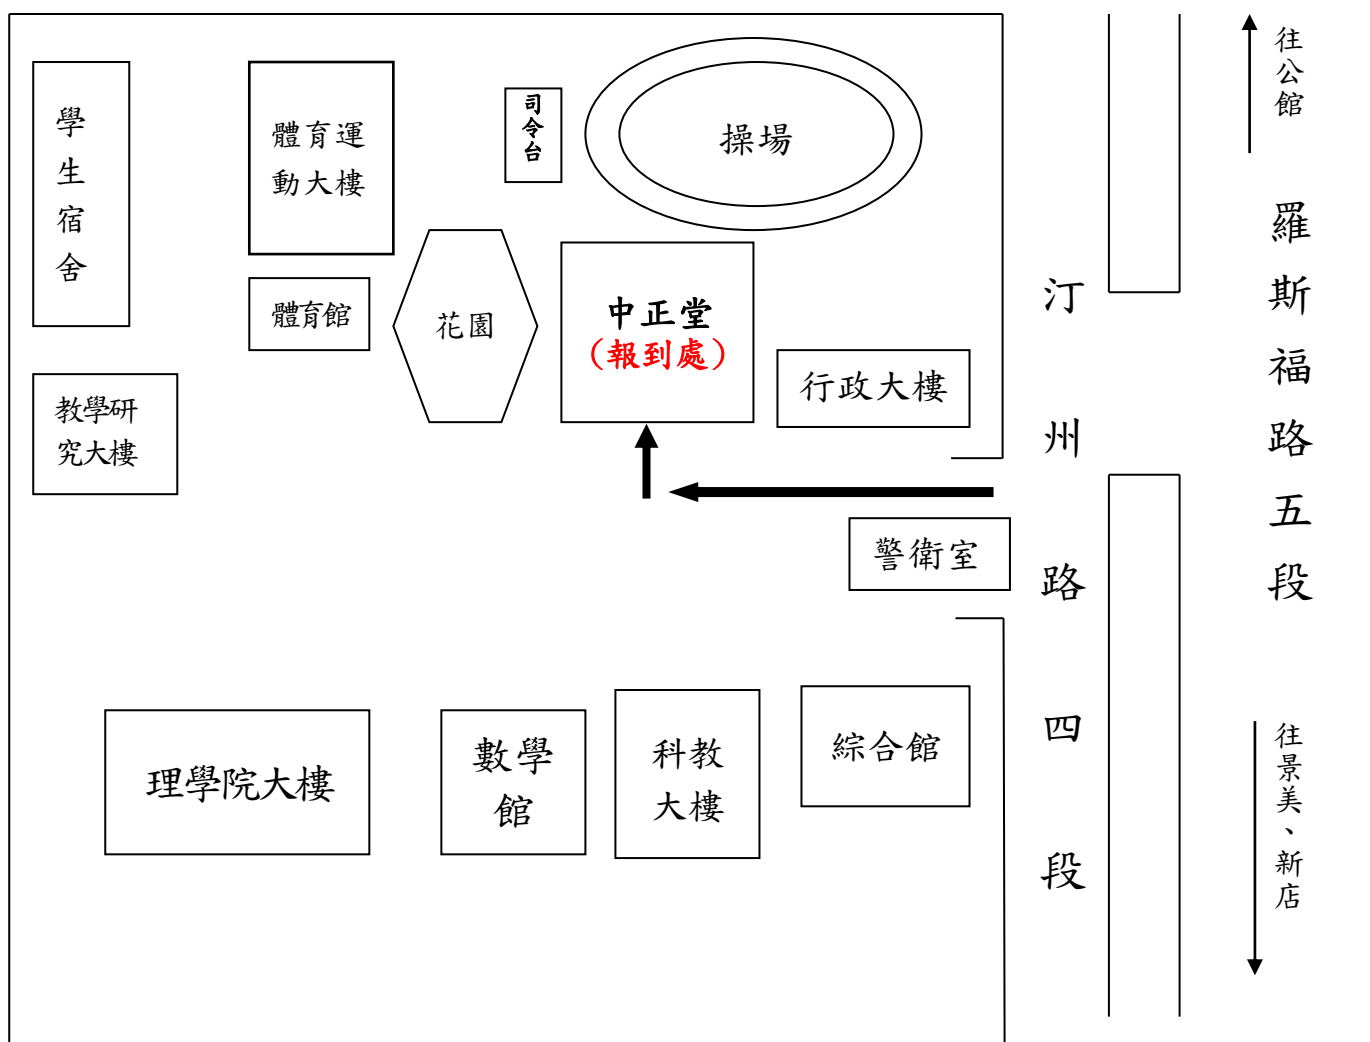 學生宿舍
體育運
動大樓
司令台
操場
往公館
羅斯福路五段
體育館
花園
中正堂
（報到處）
行政大樓
汀州路四段
教學研
究大樓
警衛室
理學院大樓
數學
館
科教
大樓
綜合館
往景美、新店